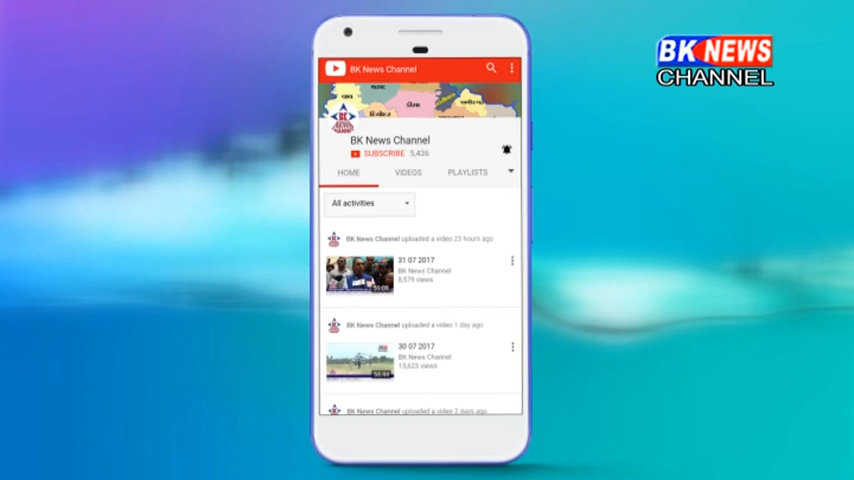 BK NEWS
CHANNEL
BK News Channel
BK News Channel
SUBSCRIBE 5,436
HOME VIDEOS PLAYLISTS
All activities
BK News Channel uploaded a video 23 hours ago
31 07 2017
BK News Channel
8,579 views
BK News Channel uploaded a video 1 day ago
30 07 2017
BK News Channel
13,623 views
56:44
BK News Channel uploaded a video 2 days ago